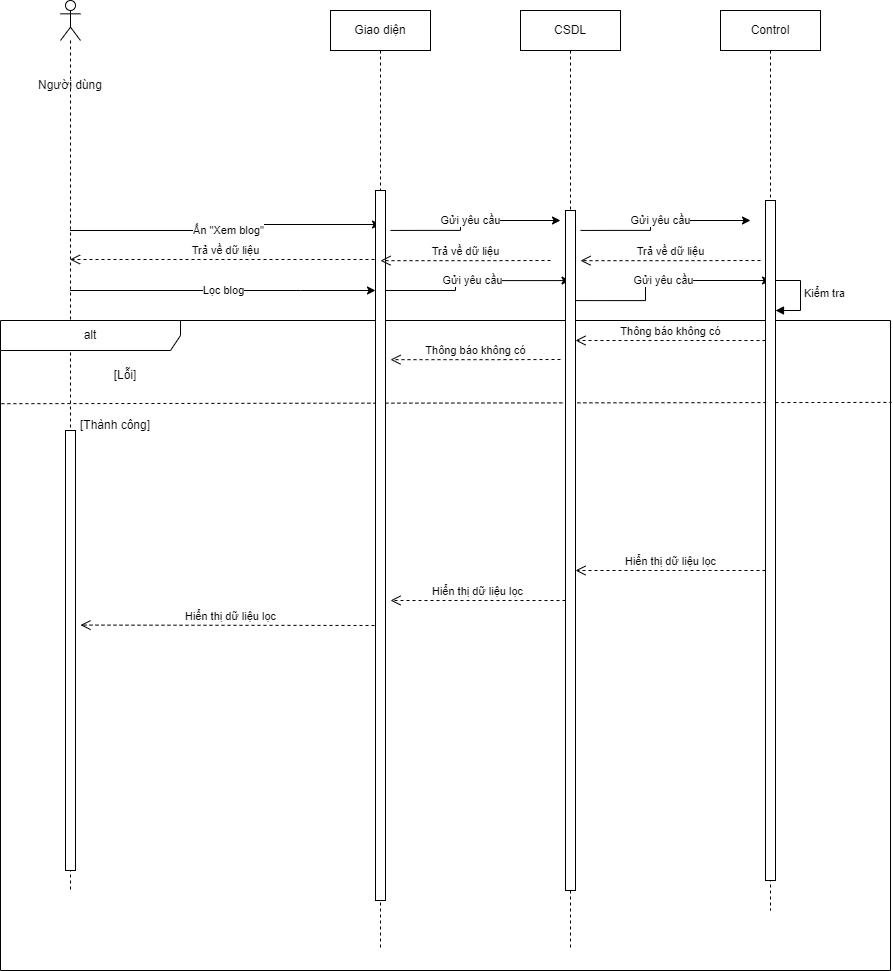 Giao diện
CSDL
Control
Người dùng
Ấn "Xem blog"
Gửi yêu cầu
Gửi yêu cầu
Trả về dữ liệu
Trả về dữ liệu
Trả về dữ liệu
Lọc blog
Gửi yêu cầu
Gửi yêu cầu
Kiểm tra
alt
Thông báo không có
Thông báo không có
[Lỗi]
[Thành công]
Hiển thị dữ liệu lọc
Hiển thị dữ liệu lọc
Hiển thị dữ liệu lọc